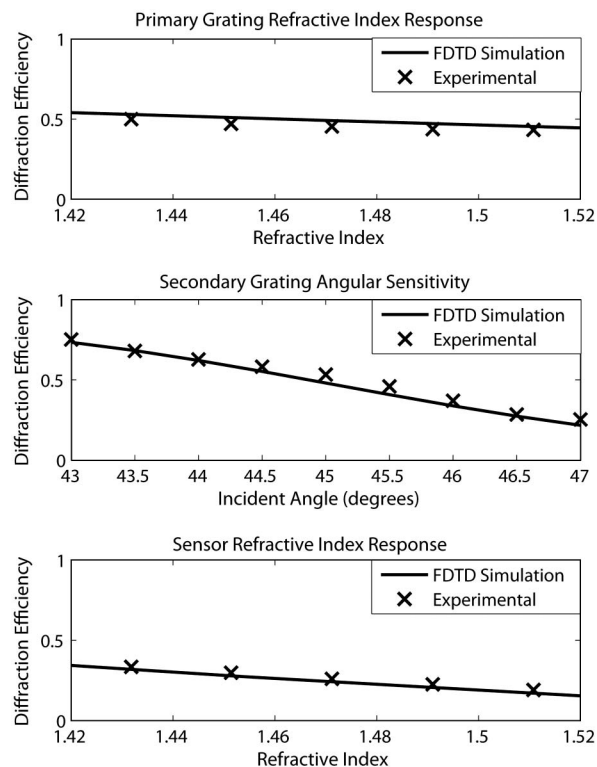 Primary Grating Refractive Index Response
Diffraction Efficiency
1
0.5
0
FDTD Simulation
Experimental
1.42 1.44 1.46 1.48 1.5 1.52
Refractive Index
Secondary Grating Angular Sensitivity
Diffraction Efficiency
1
0.5
0
FDTD Simulation
Experimental
43 43.5 44 44.5 45 45.5 46 46.5 47
Incident Angle (degrees)
Sensor Refractive Index Response
Diffraction Efficiency
1
0.5
0
FDTD Simulation
Experimental
1.42 1.44 1.46 1.48 1.5 1.52
Refractive Index